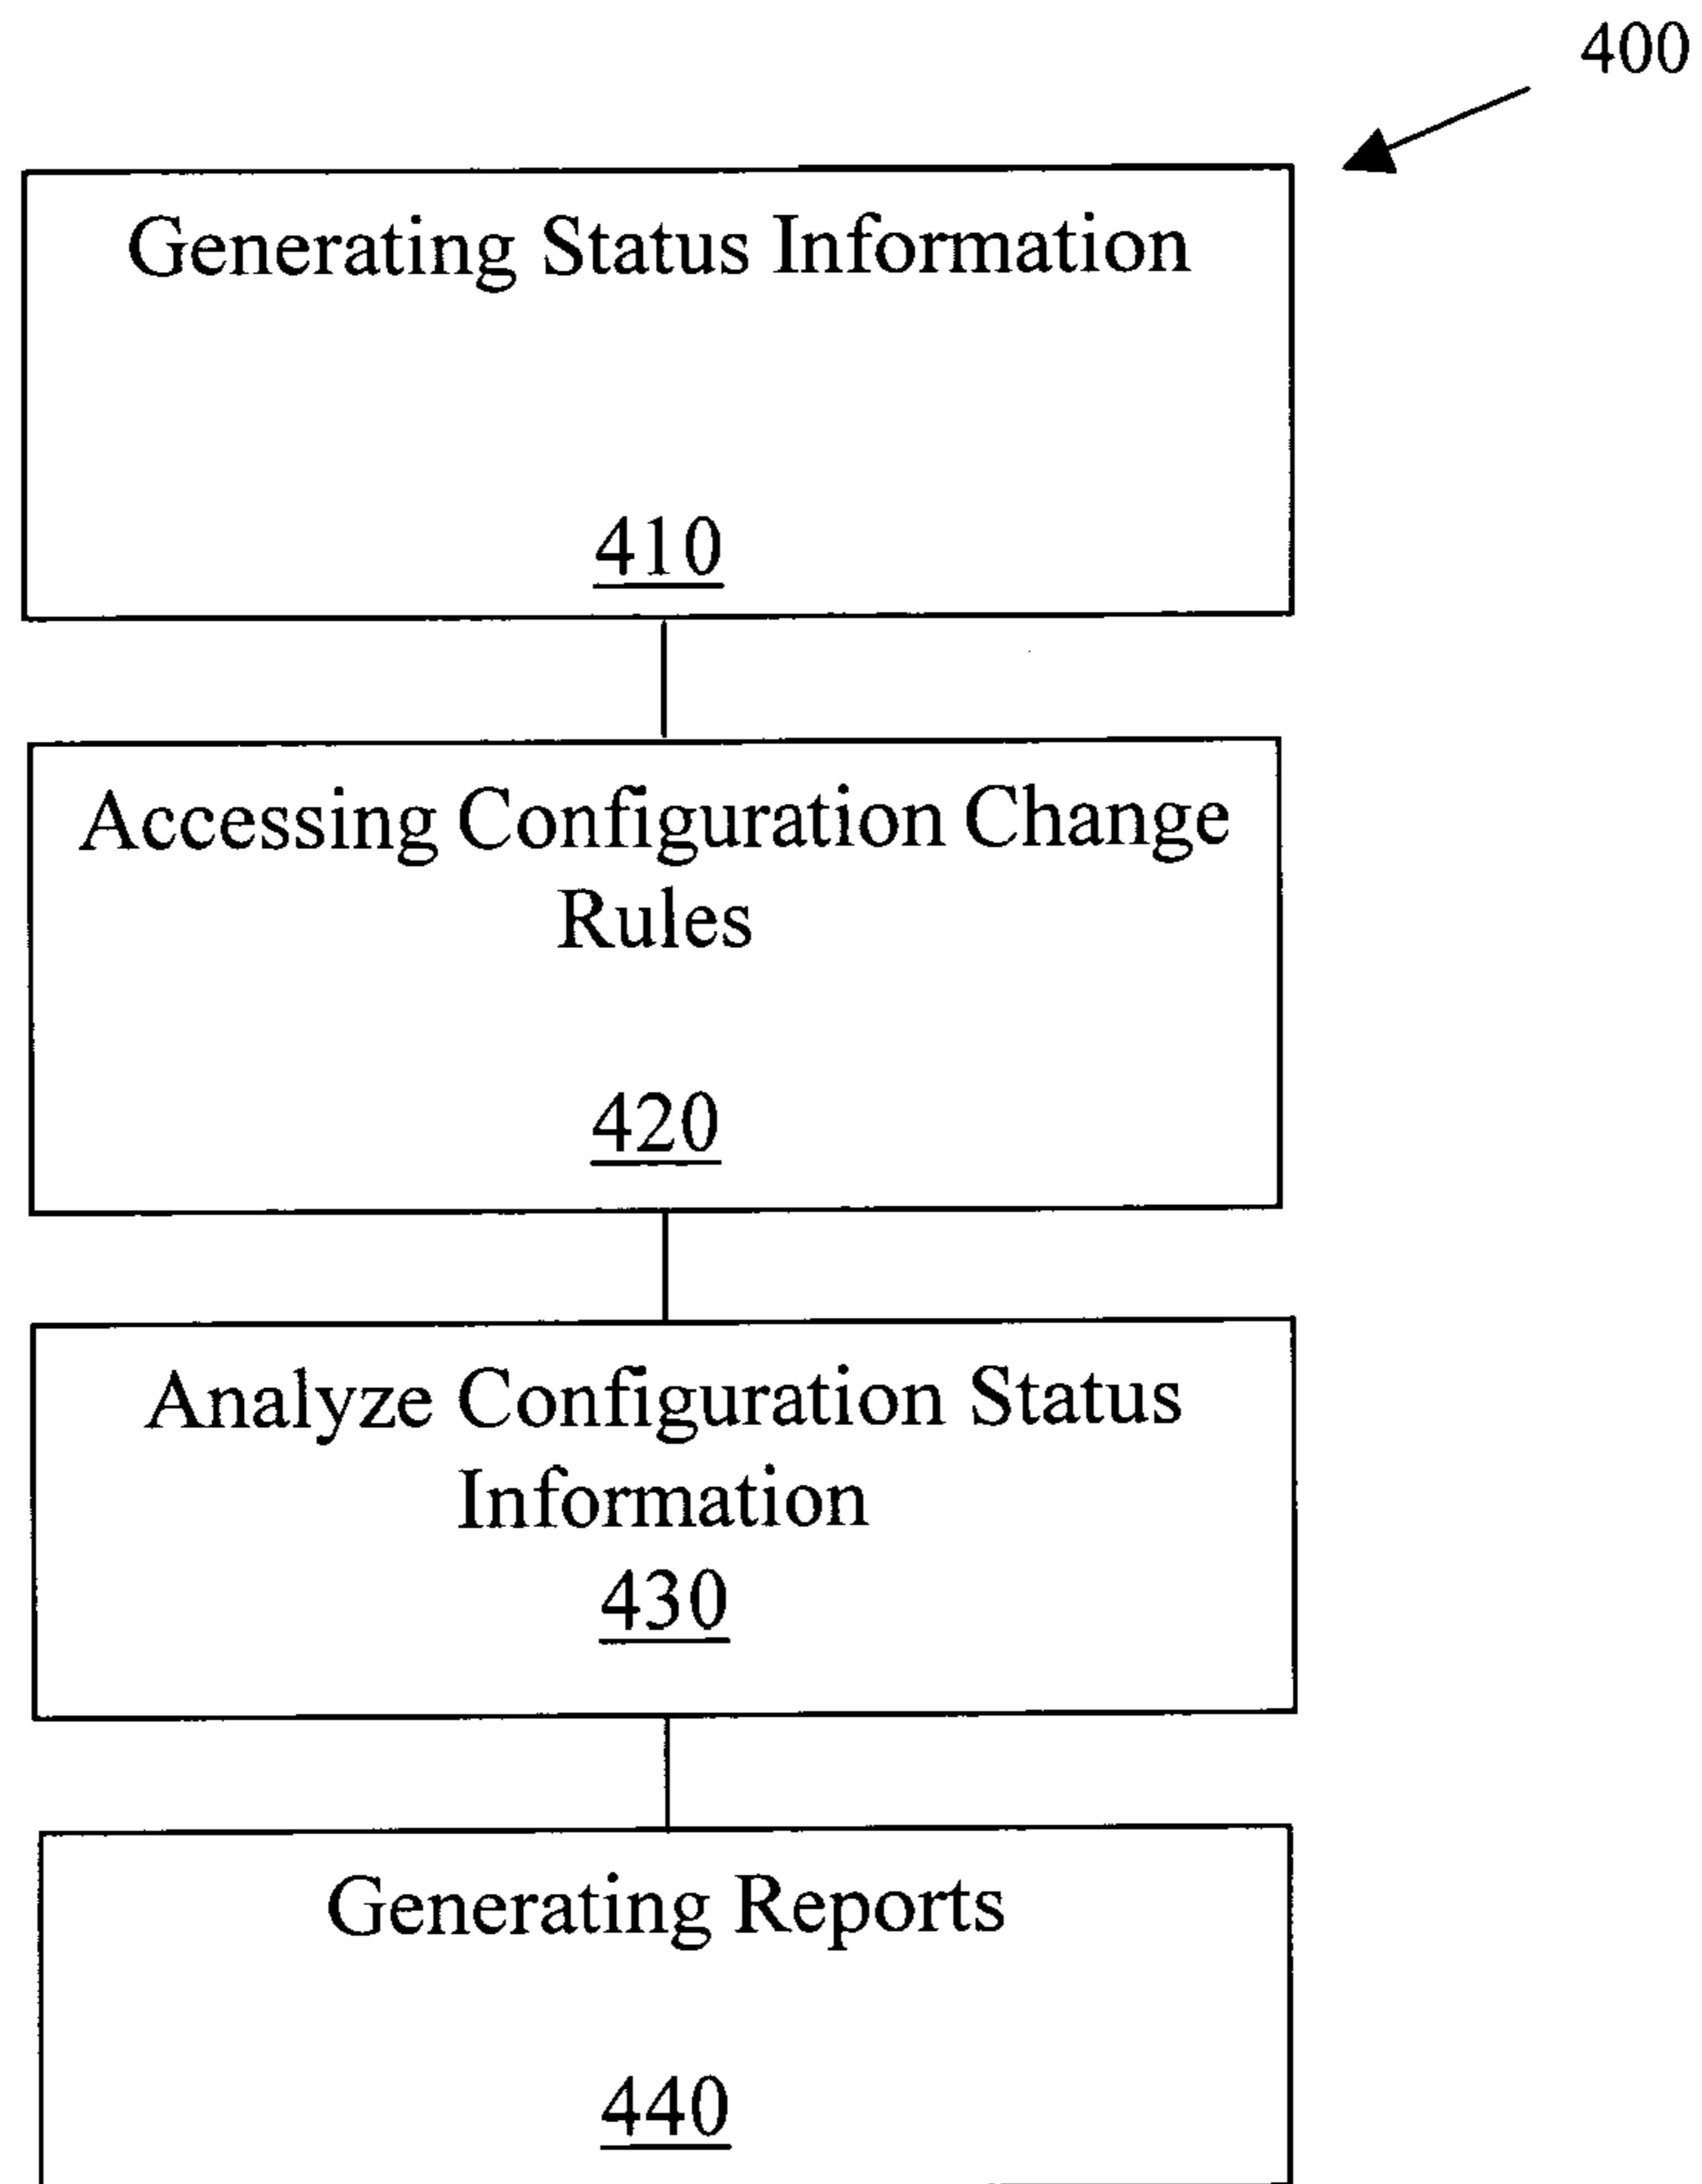 400
Generating Status Information
410
Accessing Configuration Change
Rules
420
Analyze Configuration Status
Information
430
Generating Reports
440